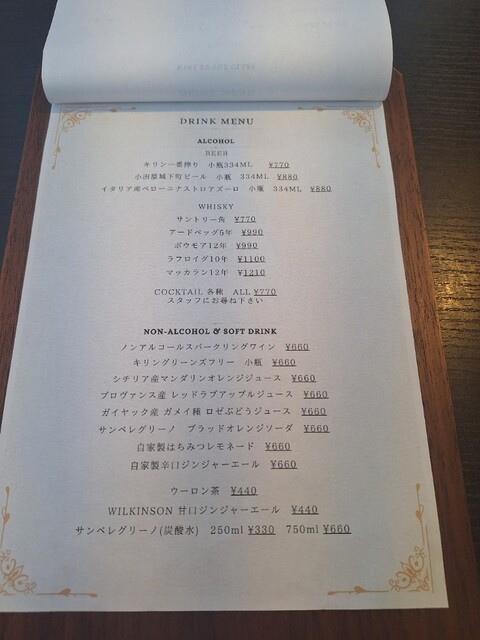 DRINK MENU
ALCOHOL
BEER
キリン一番搾り 小瓶334ML ¥770
小田原城下町ビール 小瓶 334ML ¥880
イタリア産ペローニナストロアズーロ 小瓶 334ML ¥880
WHISKY
サントリー角 ¥770
アードベッグ5年 ¥990
ボウモア12年 ¥990
ラフロイグ10年 ¥1100
マッカラン12年 ¥1210
COCKTAIL 各種 ALL ¥770
スタッフにお尋ね下さい
NON-ALCOHOL & SOFT DRINK
ノンアルコールスパークリングワイン ¥660
キリングリーンズフリー 小瓶 ¥660
シチリア産マンダリンオレンジジュース ¥660
プロヴァンス産 レッドラブアップルジュース ¥660
ガイヤック産 ガメイ種 ロゼぶどうジュース ¥660
サンペレグリーノ ブラッドオレンジソーダ ¥660
自家製はちみつレモネード ¥660
自家製辛口ジンジャーエール ¥660
ウーロン茶 ¥440
WILKINSON 甘口ジンジャーエール ¥440
サンペレグリーノ(炭酸水) 250ml ¥330 750ml ¥660